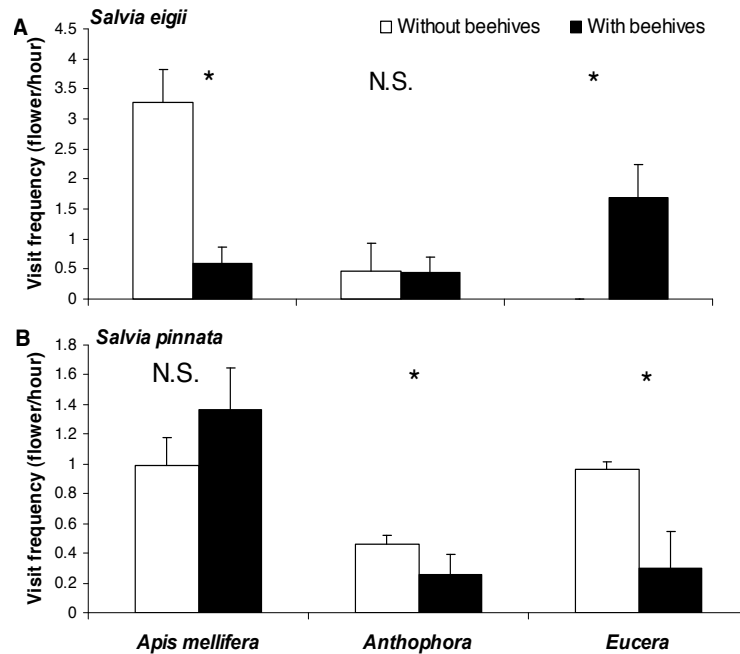 A Salvia eigii
Without beehives With beehives
Visit frequency (flower/hour)
4.5
4
3.5
3
2.5
2
1.5
1
0.5
0
* N.S. *
B Salvia pinnata
Visit frequency (flower/hour)
1.8
1.6
1.4
1.2
1
0.8
0.6
0.4
0.2
0
N.S. * *
Apis mellifera Anthophora Eucera